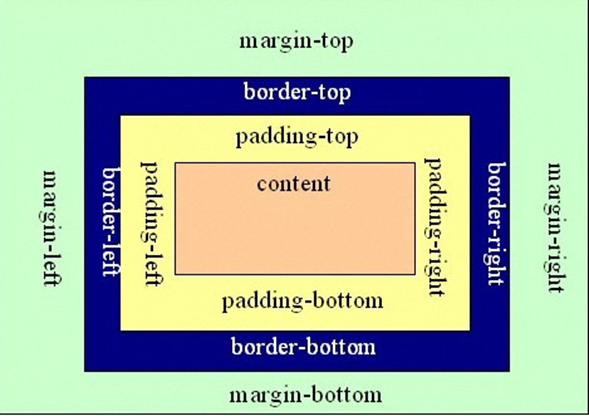 margin-top
border-top
padding-top
content
margin-left
border-left
padding-left
padding-right
border-right
margin-right
padding-bottom
border-bottom
margin-bottom